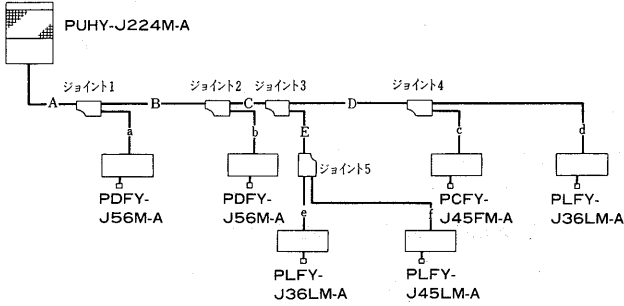 PUHY-J224M-A
ジョイント1
ジョイント2
ジョイント3
ジョイント4
A
B
C
D
a
b
E
c
d
ジョイント5
PDFY-
J56M-A
PDFY-
J56M-A
PCFY-
J45FM-A
PLFY-
J36LM-A
e
f
PLFY-
J36LM-A
PLFY-
J45LM-A